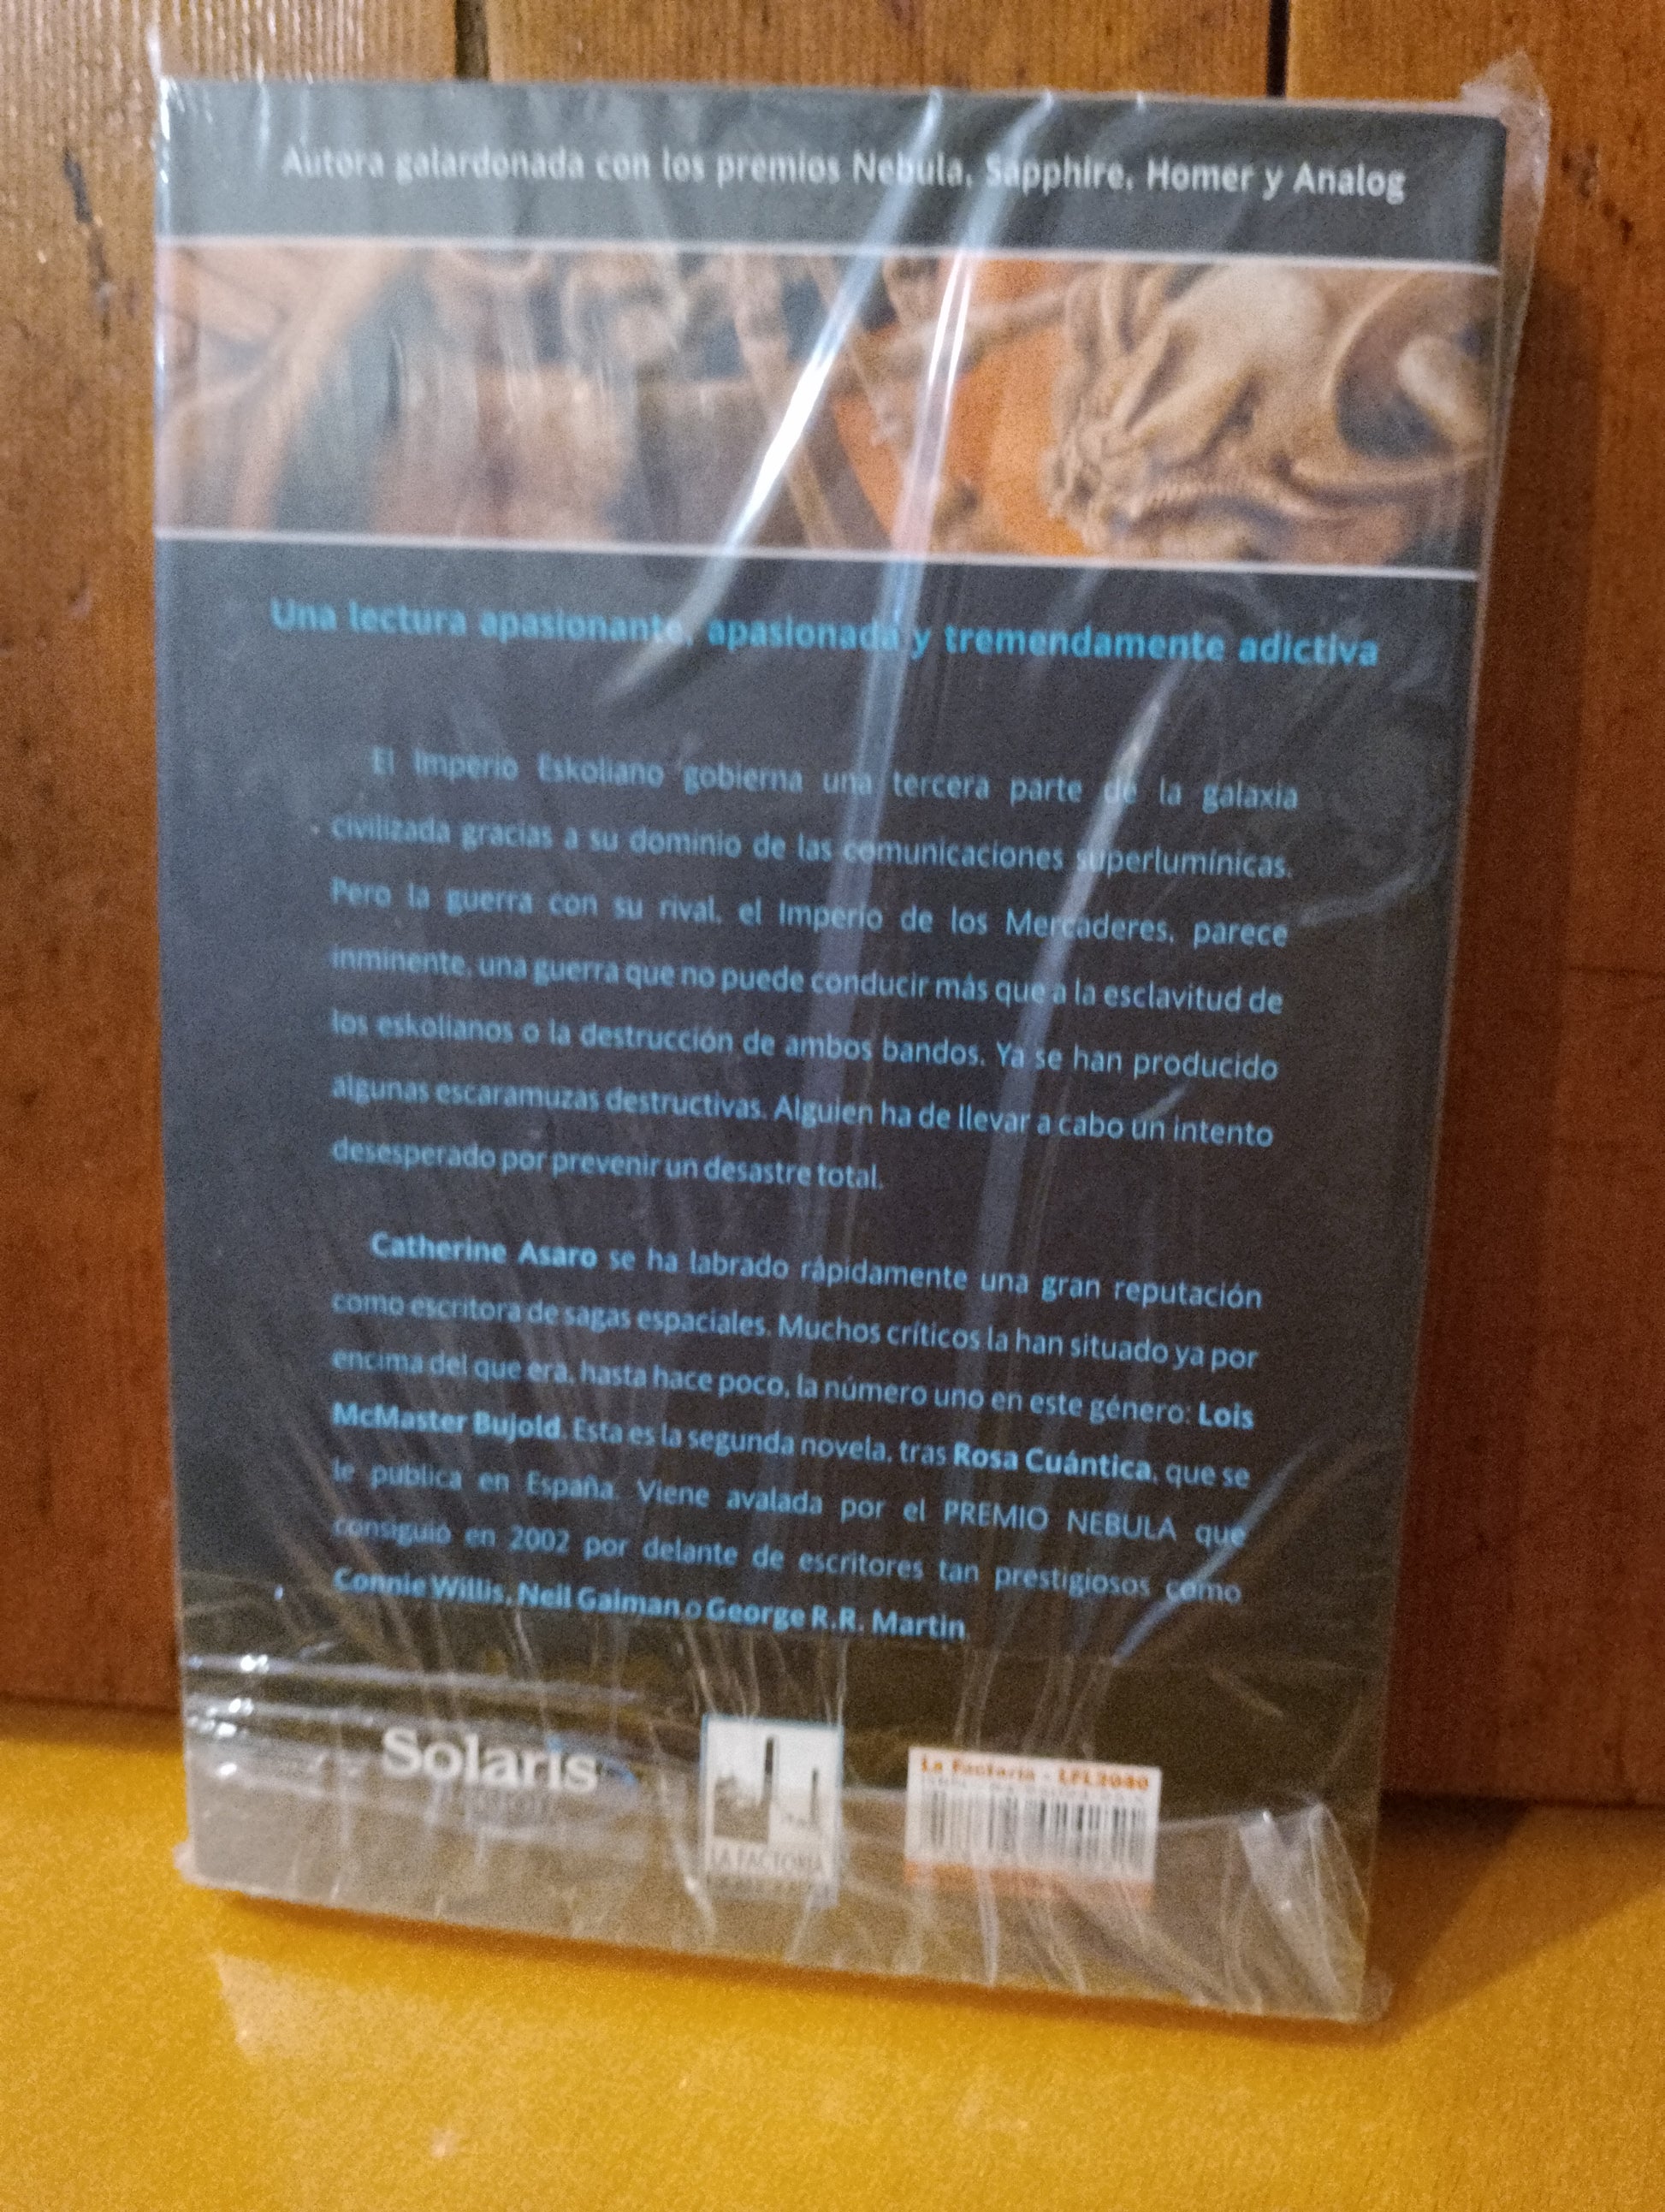 Autora galardonada con los premios Nebula, Sapphire, Homer y Analog
Una lectura apasionante, apasionada y tremendamente adictiva
El Imperio Eskoliano gobierna una tercera parte de la galaxia
civilizada gracias a su dominio de las comunicaciones superlumínicas.
Pero la guerra con su rival, el Imperio de los Mercaderes, parece
inminente, una guerra que no puede conducir más que a la esclavitud de
los eskolianos o la destrucción de ambos bandos. Ya se han producido
algunas escaramuzas destructivas. Alguien ha de llevar a cabo un intento
desesperado por prevenir un desastre total.
Catherine Asaro se ha labrado rápidamente una gran reputación
como escritora de sagas espaciales. Muchos críticos la han situado ya por
encima del que era, hasta hace poco, la número uno en este género: Lois
McMaster Bujold. Esta es la segunda novela, tras Rosa Cuántica, que se
le publica en España. Viene avalada por el PREMIO NEBULA que
consiguió en 2002 por delante de escritores tan prestigiosos como
Connie Willis, Neil Gaiman o George R.R. Martin.
Solaris
LA FACTORÍA
La Factoría - LFL2040